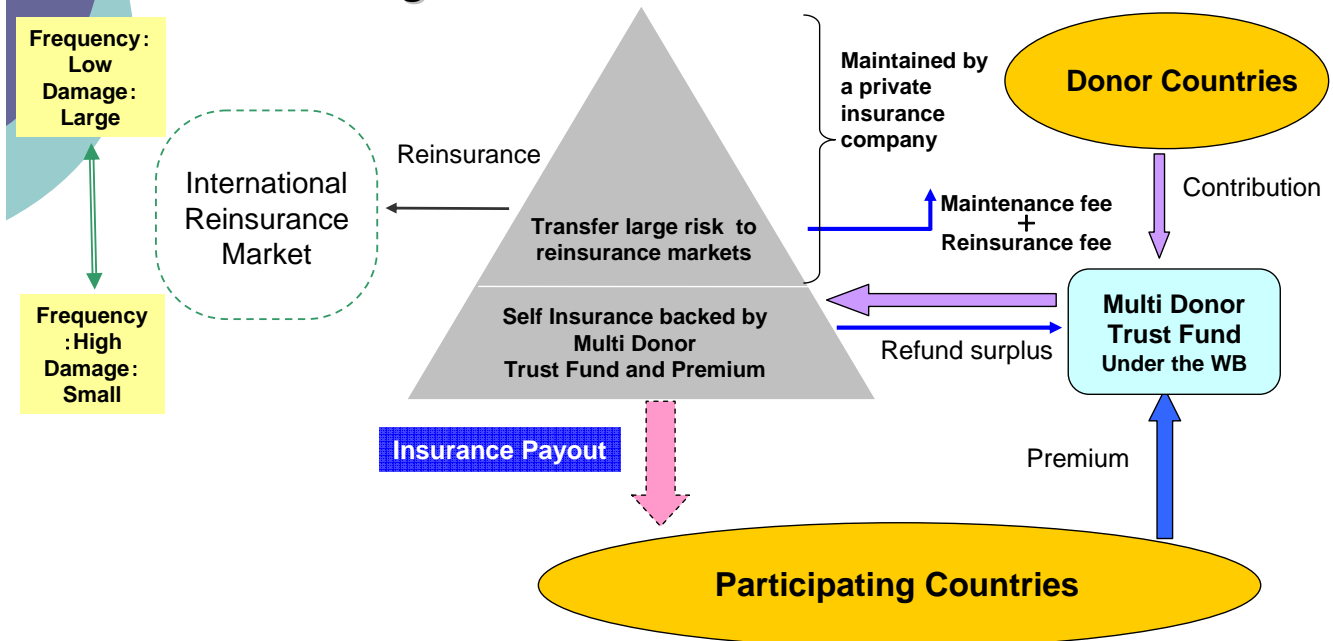 Frequency：
Low
Damage：
Large
International
Reinsurance
Market
Frequency
：High
Damage：
Small
Reinsurance
Transfer large risk to
reinsurance markets
Self Insurance backed by
Multi Donor
Trust Fund and Premium
Maintained by
a private
insurance
company
Maintenance fee
＋
Reinsurance fee
Donor Countries
Contribution
Multi Donor
Trust Fund
Under the WB
Refund surplus
Insurance Payout
Premium
Participating Countries